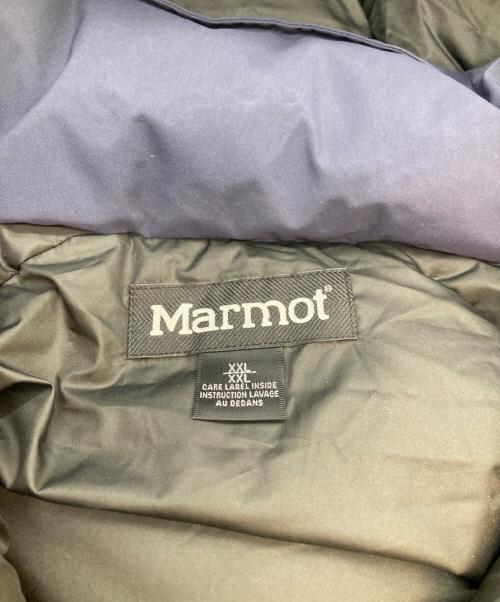 Marmot®
XXL
XXL
CARE LABEL INSIDE
INSTRUCTION LAVAGE
AU DEDANS